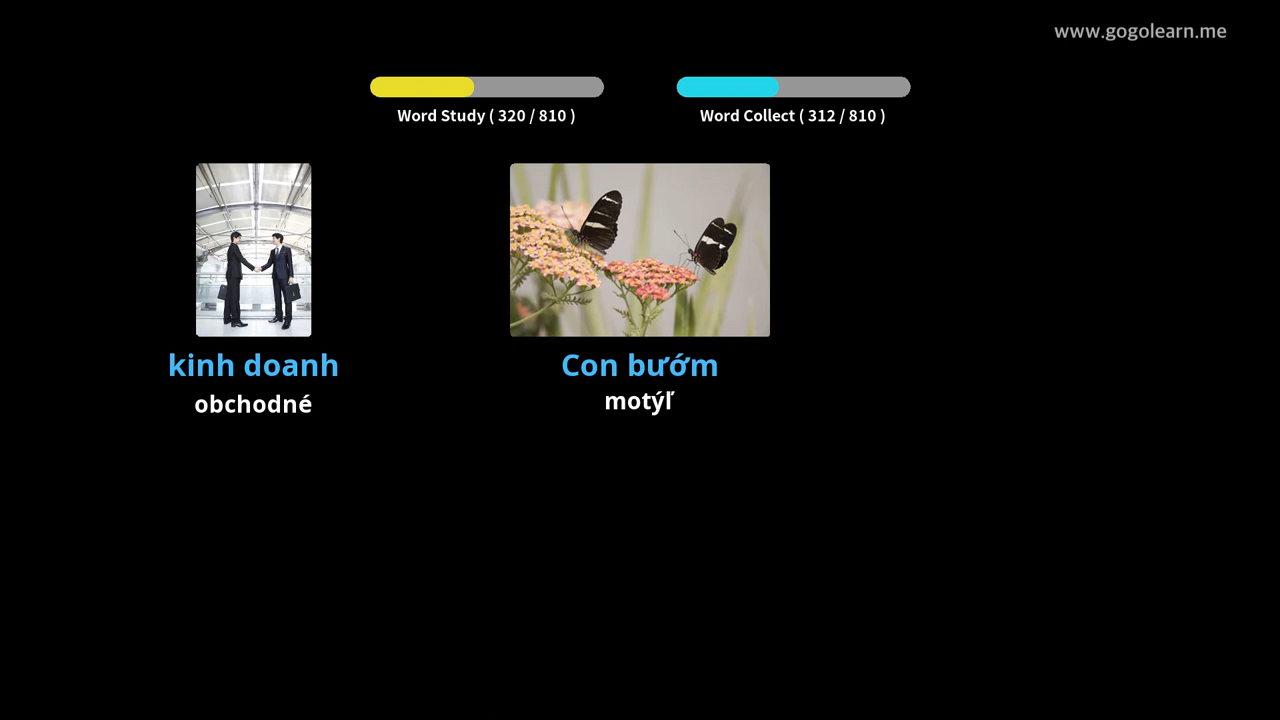 www.gogolearn.me
Word Study ( 320 / 810 )
Word Collect ( 312 / 810 )
kinh doanh
obchodné
Con bướm
motýľ